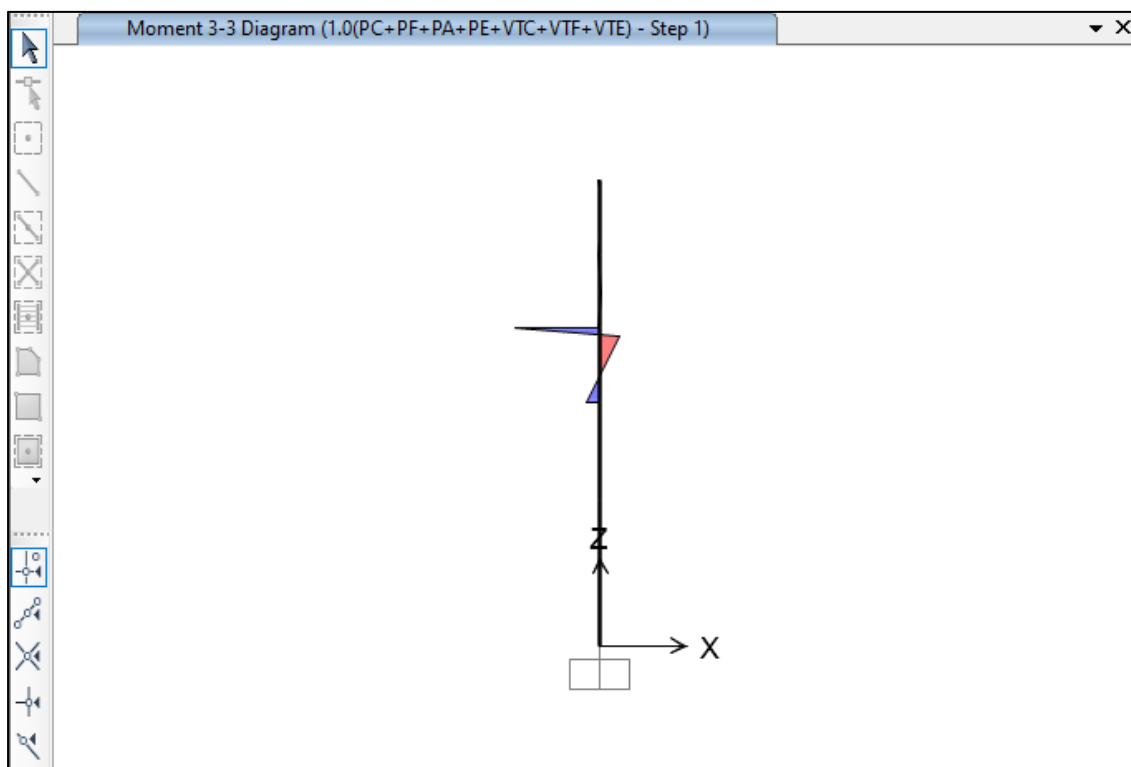 Moment 3-3 Diagram (1.0(PC+PF+PA+PE+VTC+VTF+VTE) - Step 1)
Z
X